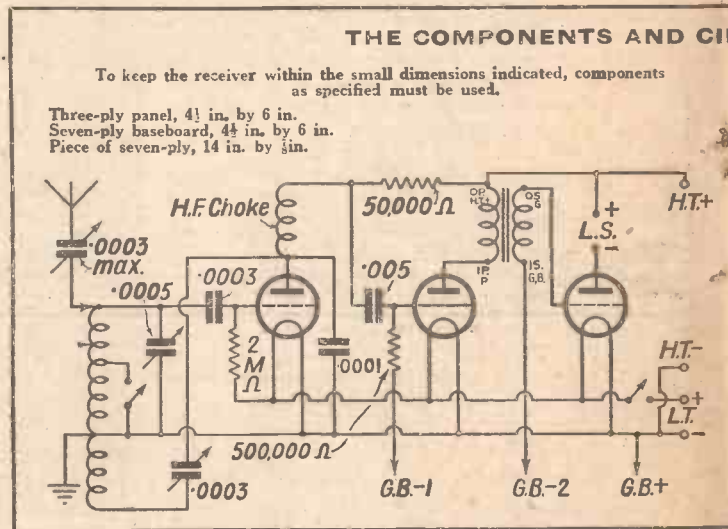 THE COMPONENTS AND CI
To keep the receiver within the small dimensions indicated, components
as specified must be used.
Three-ply panel, 4½ in. by 6 in.
Seven-ply baseboard, 4½ in. by 6 in.
Piece of seven-ply, 14 in. by in.
.0003
max.
.0005
.0003
H.F. Choke
2
M
Ω
.0001
50,000 Ω
.005
O.P.
H.T.+
I.P.
P
O.S.
G
I.S.
G.B.
+
L.S.
-
H.T.+
H.T.-
+
L.T.
-
500,000 Ω
.0003
G.B.-1
G.B.-2
G.B.+